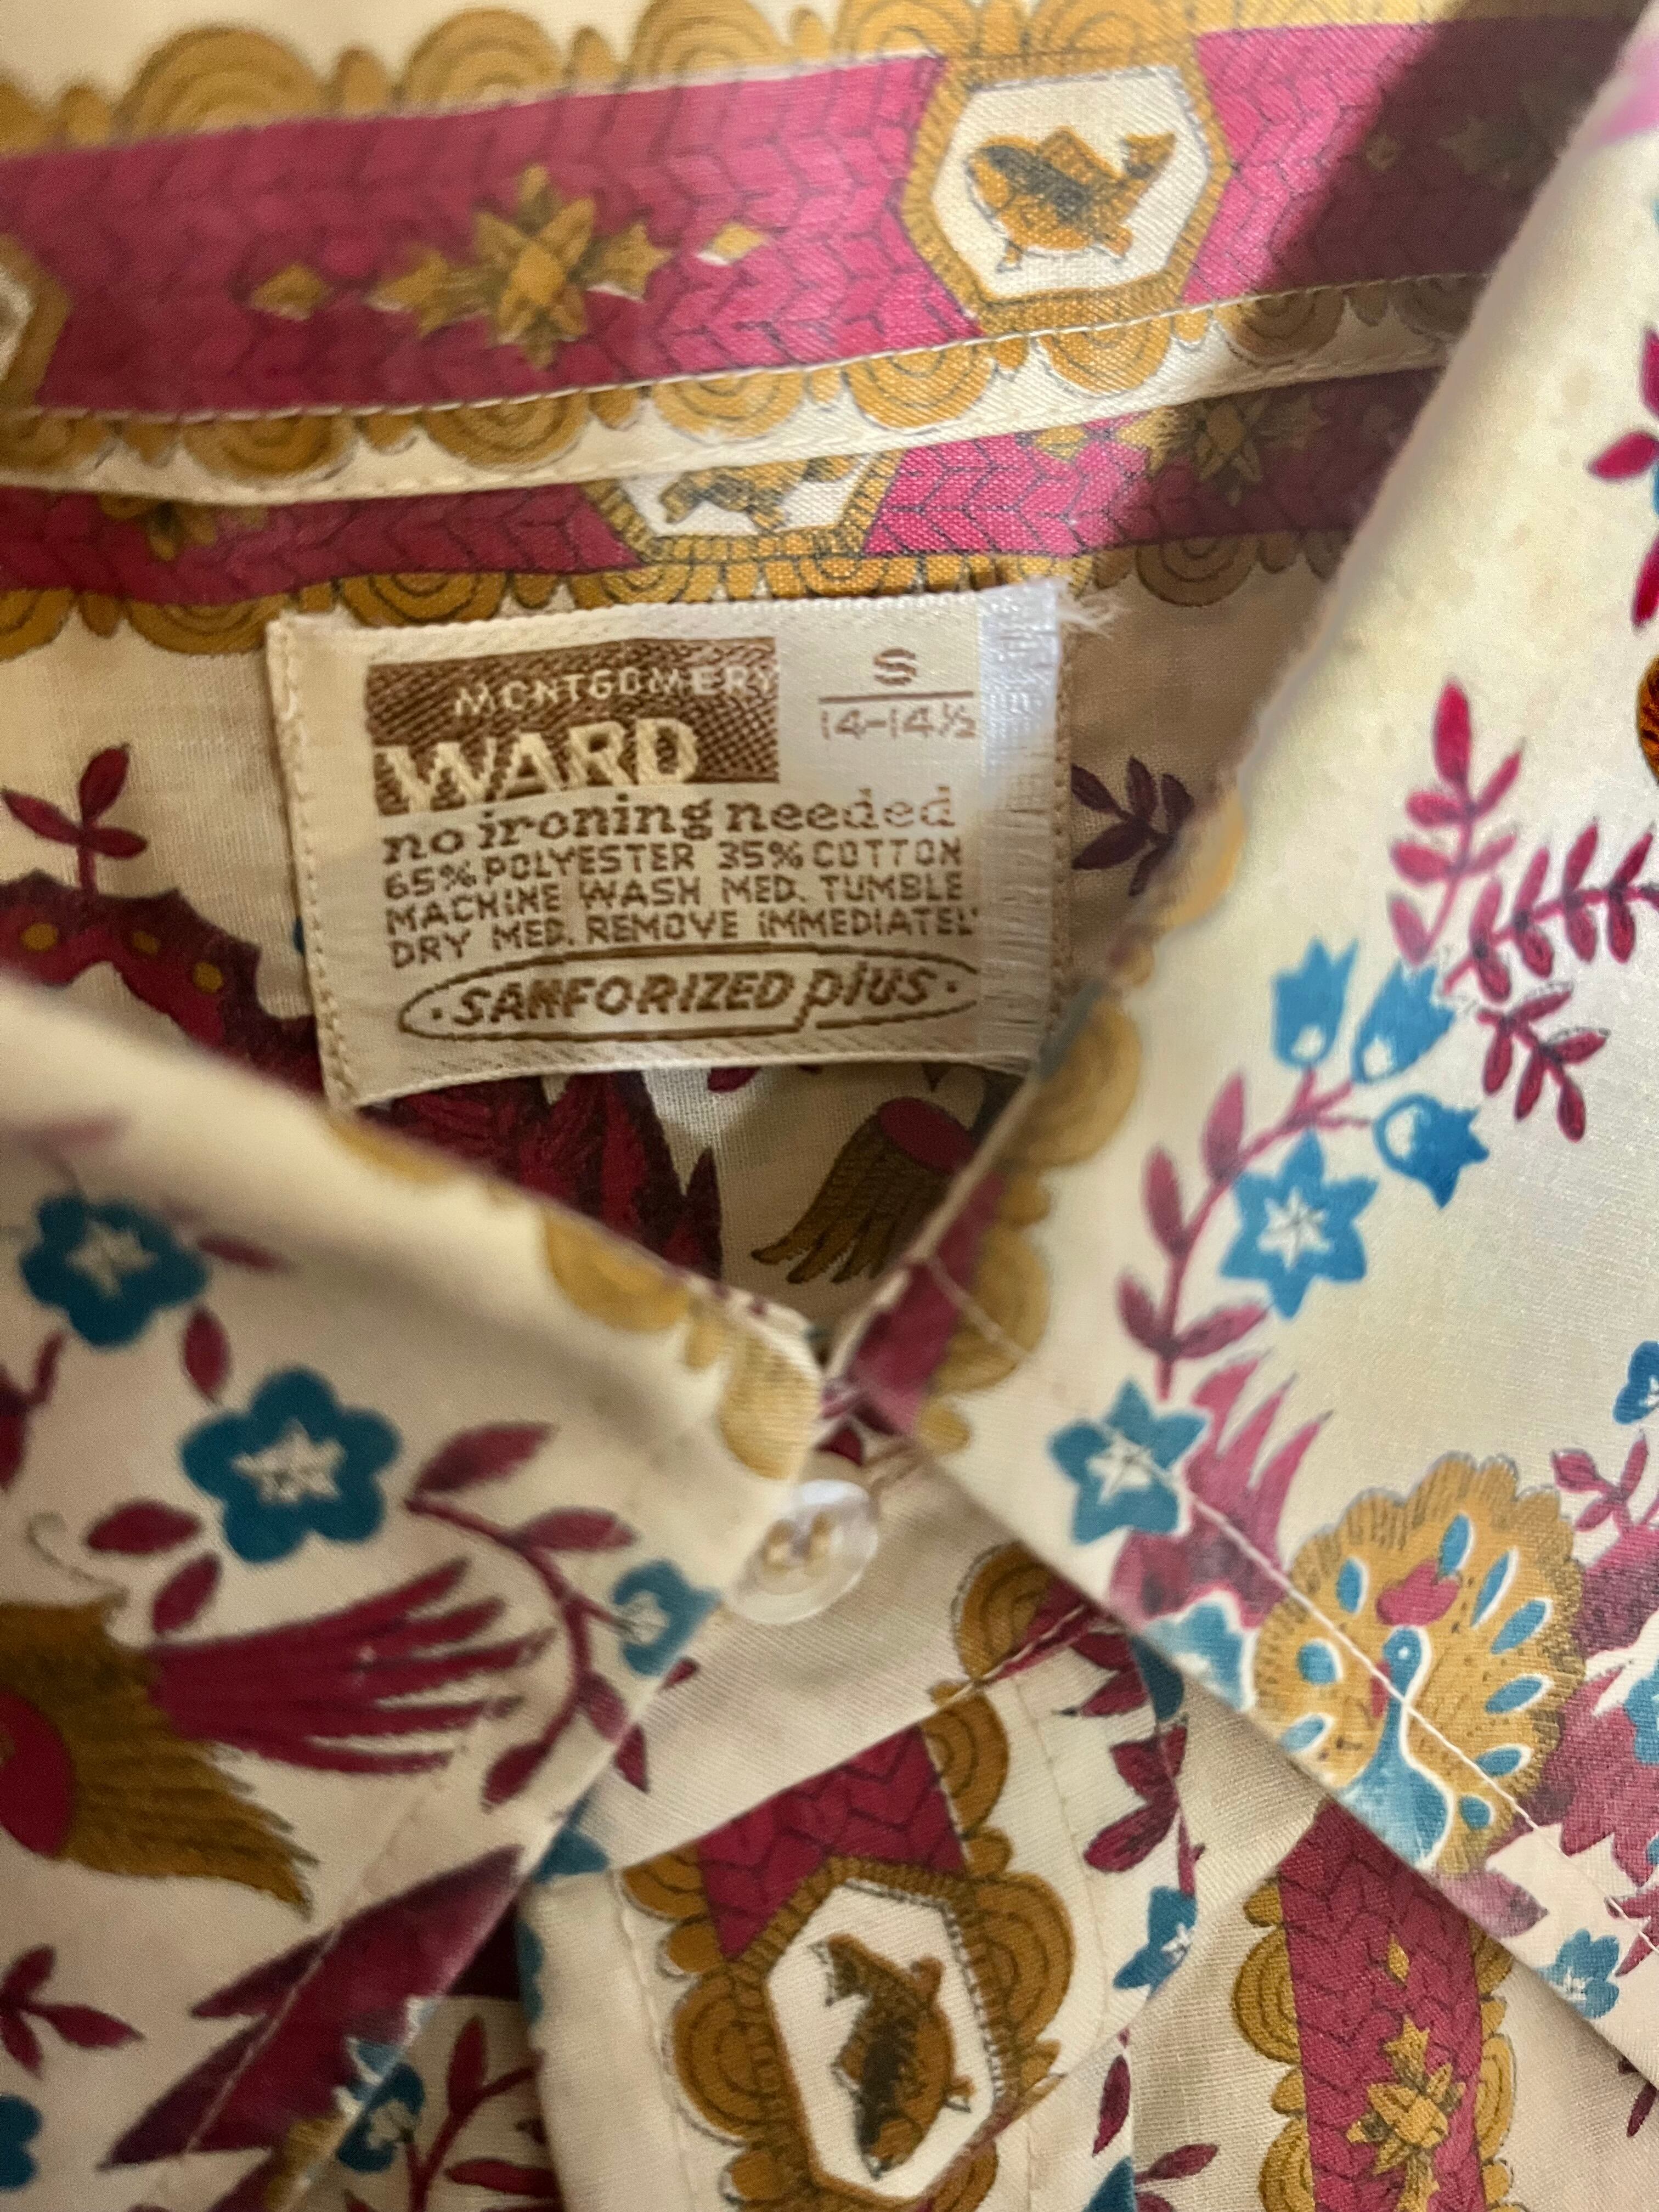 MONTGOMERY
WARD
S
14-14½
no ironing needed
65% POLYESTER 35% COTTON
MACHINE WASH MED. TUMBLE
DRY MED. REMOVE IMMEDIATELY
·SANFORIZED plus·